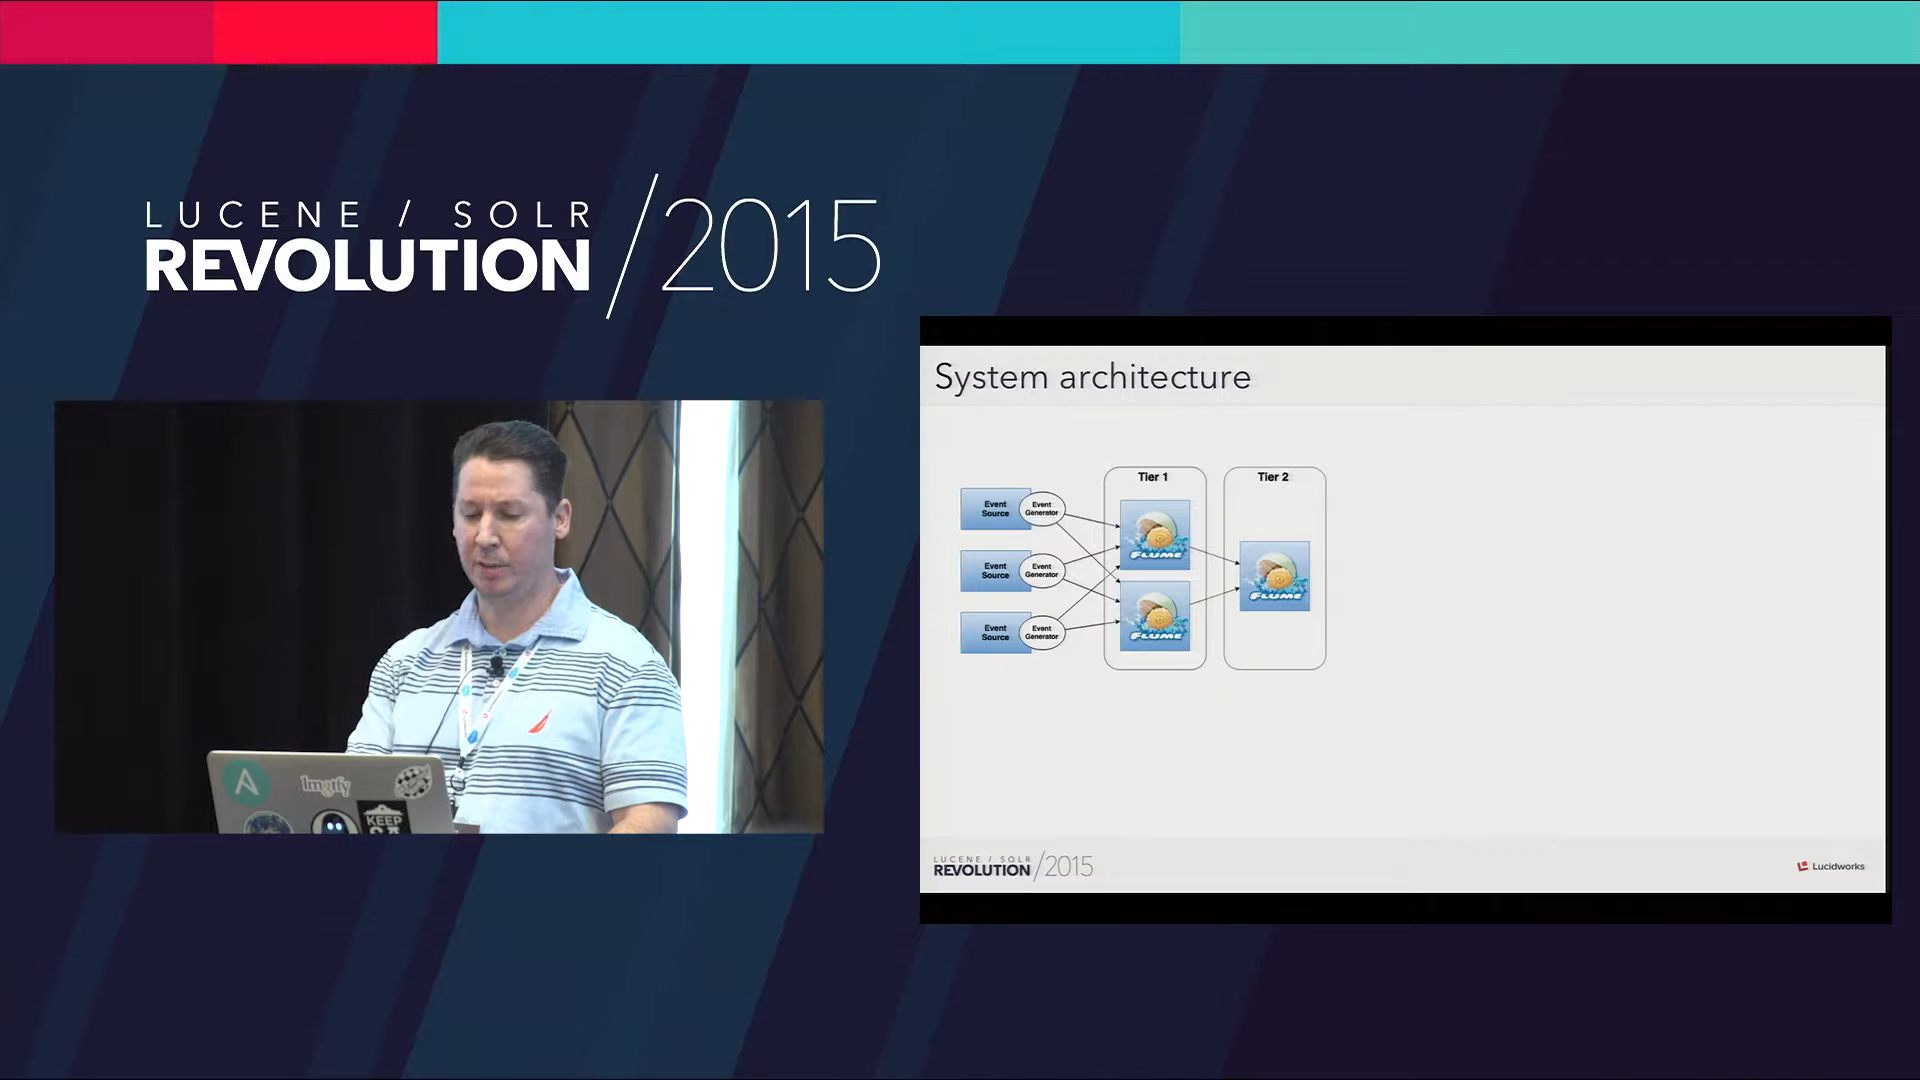 LUCENE / SOLR
REVOLUTION /2015
System architecture
Tier 1
Tier 2
Event
Source
Event
Generator
FLUME
Event
Source
Event
Generator
FLUME
FLUME
Event
Source
Event
Generator
lmgtfy
KEEP
LUCENE / SOLR
REVOLUTION /2015
Lucidworks